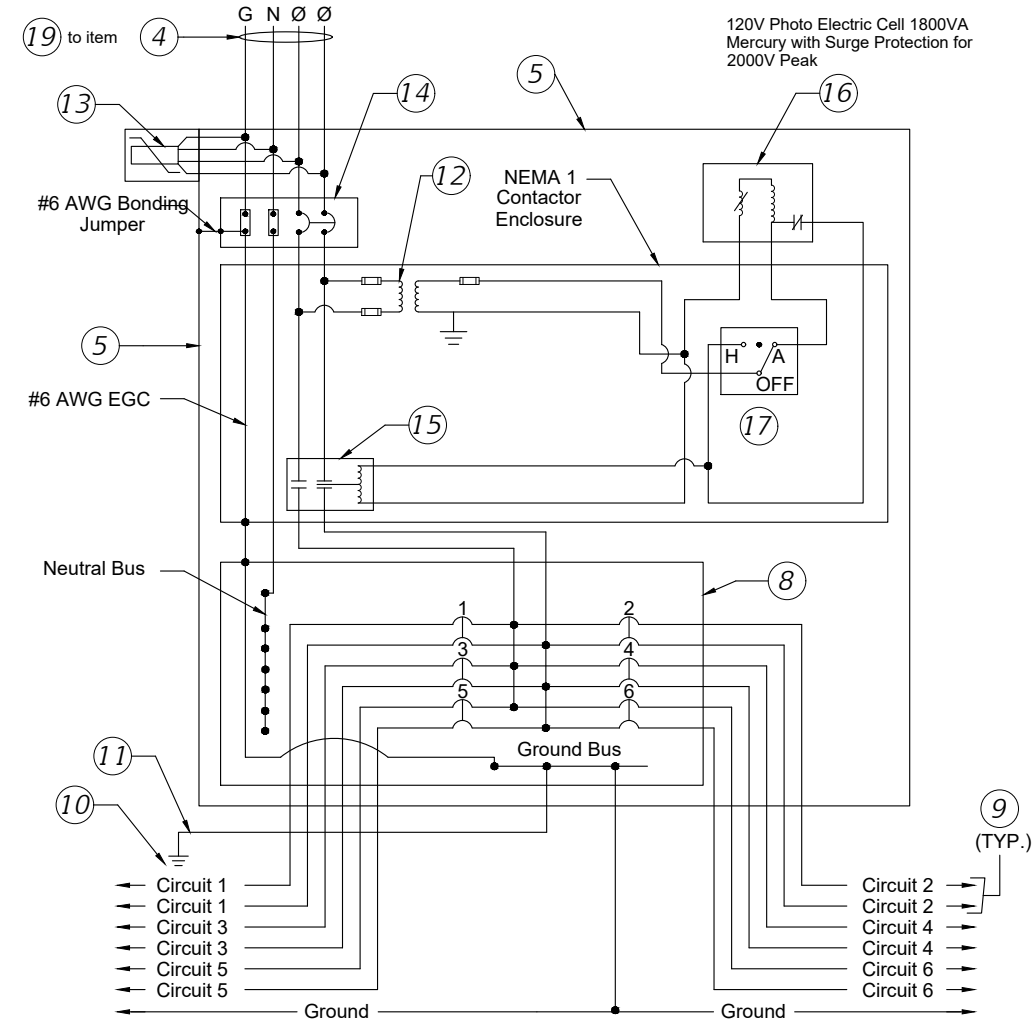 G N Ø Ø
19 to item 4
120V Photo Electric Cell 1800VA
Mercury with Surge Protection for
2000V Peak
5
13
14
16
12
NEMA 1
Contactor
Enclosure
#6 AWG Bonding
Jumper
5
H A
OFF
#6 AWG EGC
15
17
Neutral Bus
8
1 2
3 4
5 6
Ground Bus
11
10
9
(TYP.)
Circuit 1 Circuit 2
Circuit 1 Circuit 2
Circuit 3 Circuit 4
Circuit 3 Circuit 4
Circuit 5 Circuit 6
Circuit 5 Circuit 6
Ground Ground